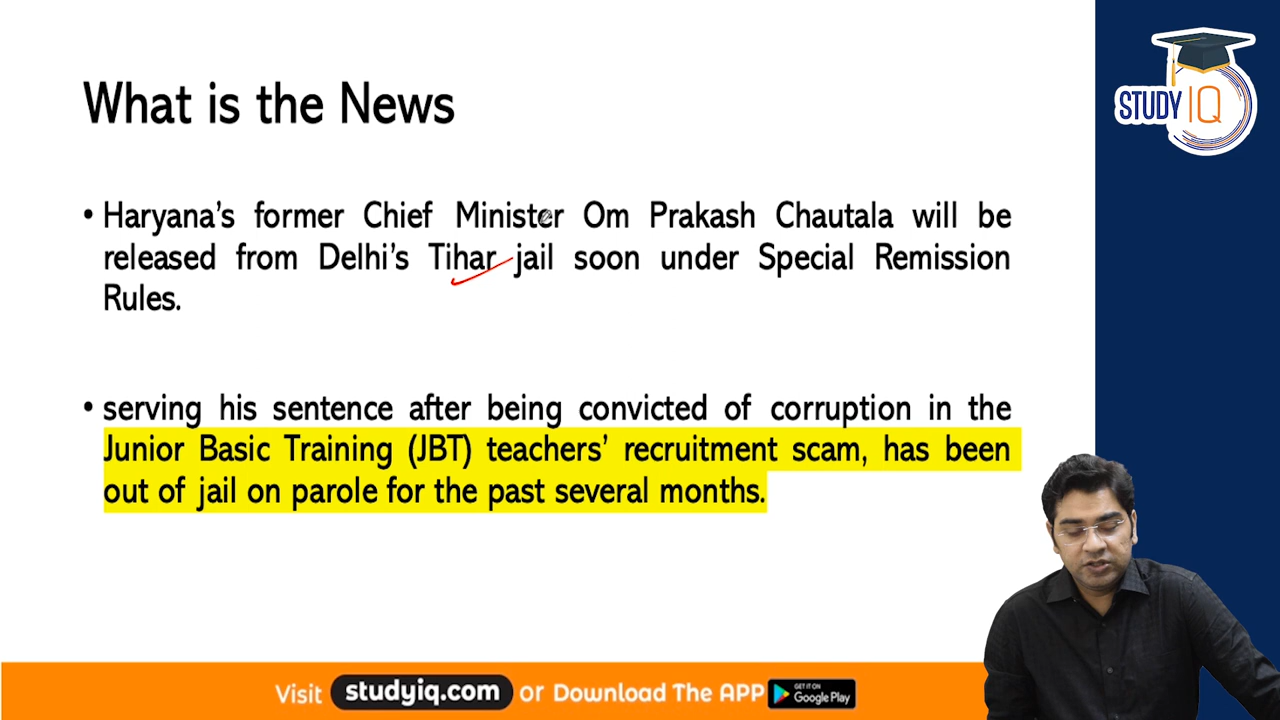 STUDY IQ
What is the News
• Haryana’s former Chief Minister Om Prakash Chautala will be
released from Delhi’s Tihar jail soon under Special Remission
Rules.
• serving his sentence after being convicted of corruption in the
Junior Basic Training (JBT) teachers’ recruitment scam, has been
out of jail on parole for the past several months.
Visit studyiq.com or Download The APP GET IT ON Google Play